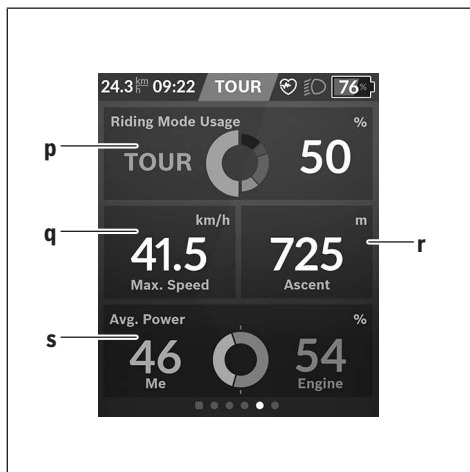 24.3 km/h 09:22 TOUR 76%
Riding Mode Usage %
p TOUR 50
km/h m
q 41.5 725 r
Max. Speed Ascent
Avg. Power %
s 46 54
Me Engine